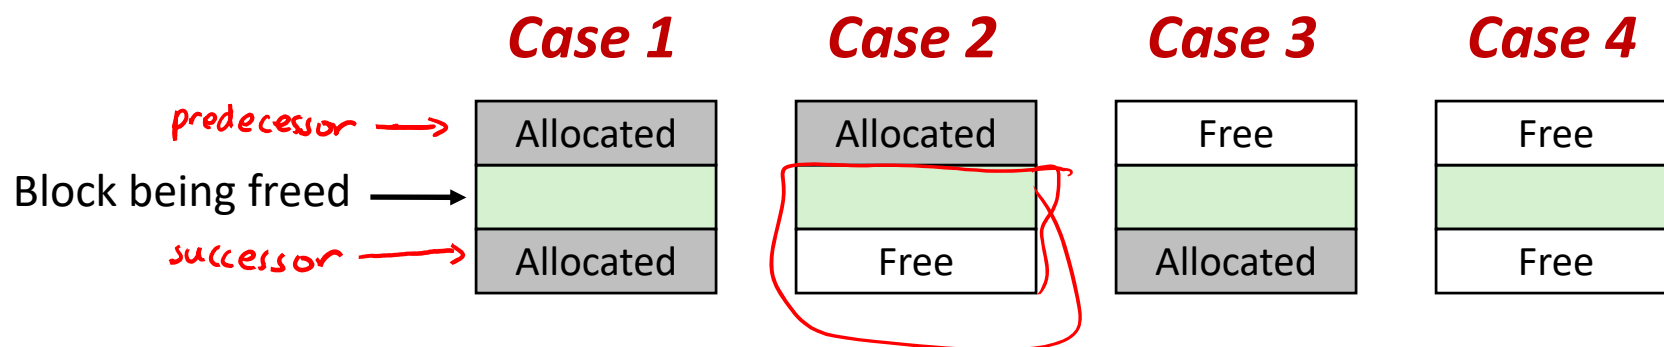 Case 1 Case 2 Case 3 Case 4
predecessor Allocated Allocated Free Free
Block being freed
successor Allocated Free Allocated Free